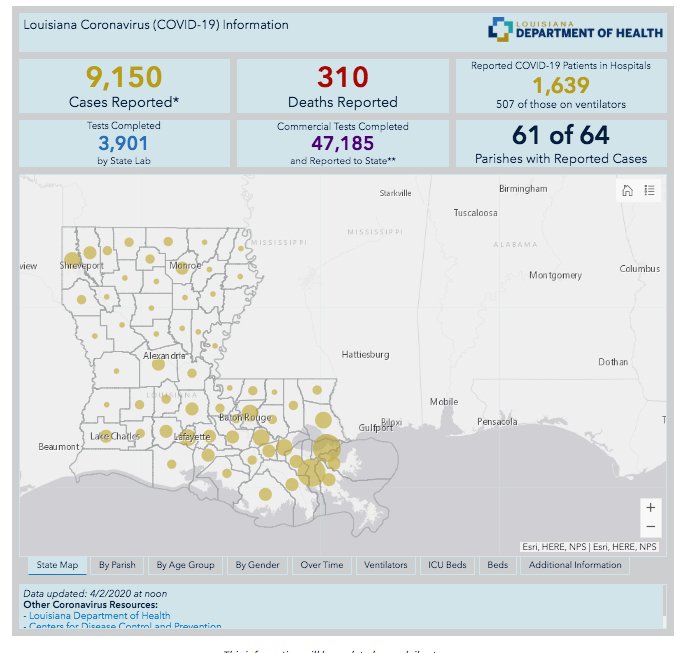 Louisiana Coronavirus (COVID-19) Information
LOUISIANA
DEPARTMENT OF HEALTH
9,150
Cases Reported*
310
Deaths Reported
Reported COVID-19 Patients in Hospitals
1,639
507 of those on ventilators
Tests Completed
3,901
by State Lab
Commercial Tests Completed
47,185
and Reported to State**
61 of 64
Parishes with Reported Cases
Starkville
Birmingham
Tuscaloosa
MISSISSIPPI
MISSISSIPPI
ALABAMA
view
Shreveport
Monroe
Columbus
Montgomery
Alexandria
Hattiesburg
Dothan
LOUISIANA
Mobile
Baton Rouge
Biloxi
Gulfport
Pensacola
T
Lake Charles
Lafayette
Beaumont
+
−
Esri, HERE, NPS | Esri, HERE, NPS
State Map
By Parish
By Age Group
By Gender
Over Time
Ventilators
ICU Beds
Beds
Additional Information
Data updated: 4/2/2020 at noon
Other Coronavirus Resources:
- Louisiana Department of Health
- Centers for Disease Control and Prevention